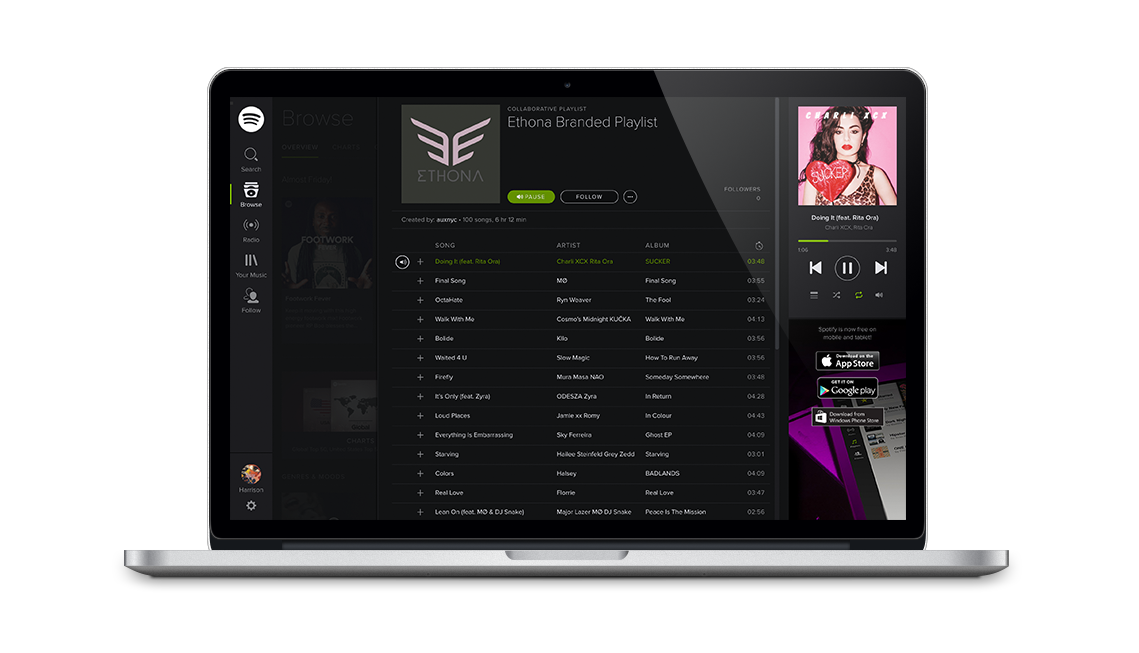 Search
Browse
Radio
Your Music
Follow
Harrison
Browse
OVERVIEW CHARTS
FOOTWORK
CHARTS
ETHONA
COLLABORATIVE PLAYLIST
Ethona Branded Playlist
PAUSE FOLLOW
FOLLOWERS
0
Created by: auxnyc • 100 songs, 6 hr 12 min
SONG ARTIST ALBUM
Doing It (feat. Rita Ora) Charli XCX Rita Ora SUCKER 03:48
Final Song MØ Final Song 03:55
OctaHate Ryn Weaver The Fool 03:24
Walk With Me Cosmo's Midnight KUČKA Walk With Me 04:13
Bolide Kllo Bolide 03:56
Waited 4 U Slow Magic How To Run Away 03:56
Firefly Mura Masa NAO Someday Somewhere 03:48
It's Only (feat. Zyra) ODESZA Zyra In Return 04:28
Loud Places Jamie xx Romy In Colour 04:43
Everything Is Embarrassing Sky Ferreira Ghost EP 04:09
Starving Hailee Steinfeld Grey Zedd Starving 03:01
Colors Halsey BADLANDS 04:09
Real Love Florrie Real Love 03:47
Lean On (feat. MØ & DJ Snake) Major Lazer MØ DJ Snake Peace Is The Mission 02:56
CHARLI XCX
SUCKER
Doing It (feat. Rita Ora)
Charli XCX, Rita Ora
1:06 3:48
Spotify is now free on
mobile and tablet!
Download on the
App Store
GET IT ON
Google play
Download from
Windows Phone Store